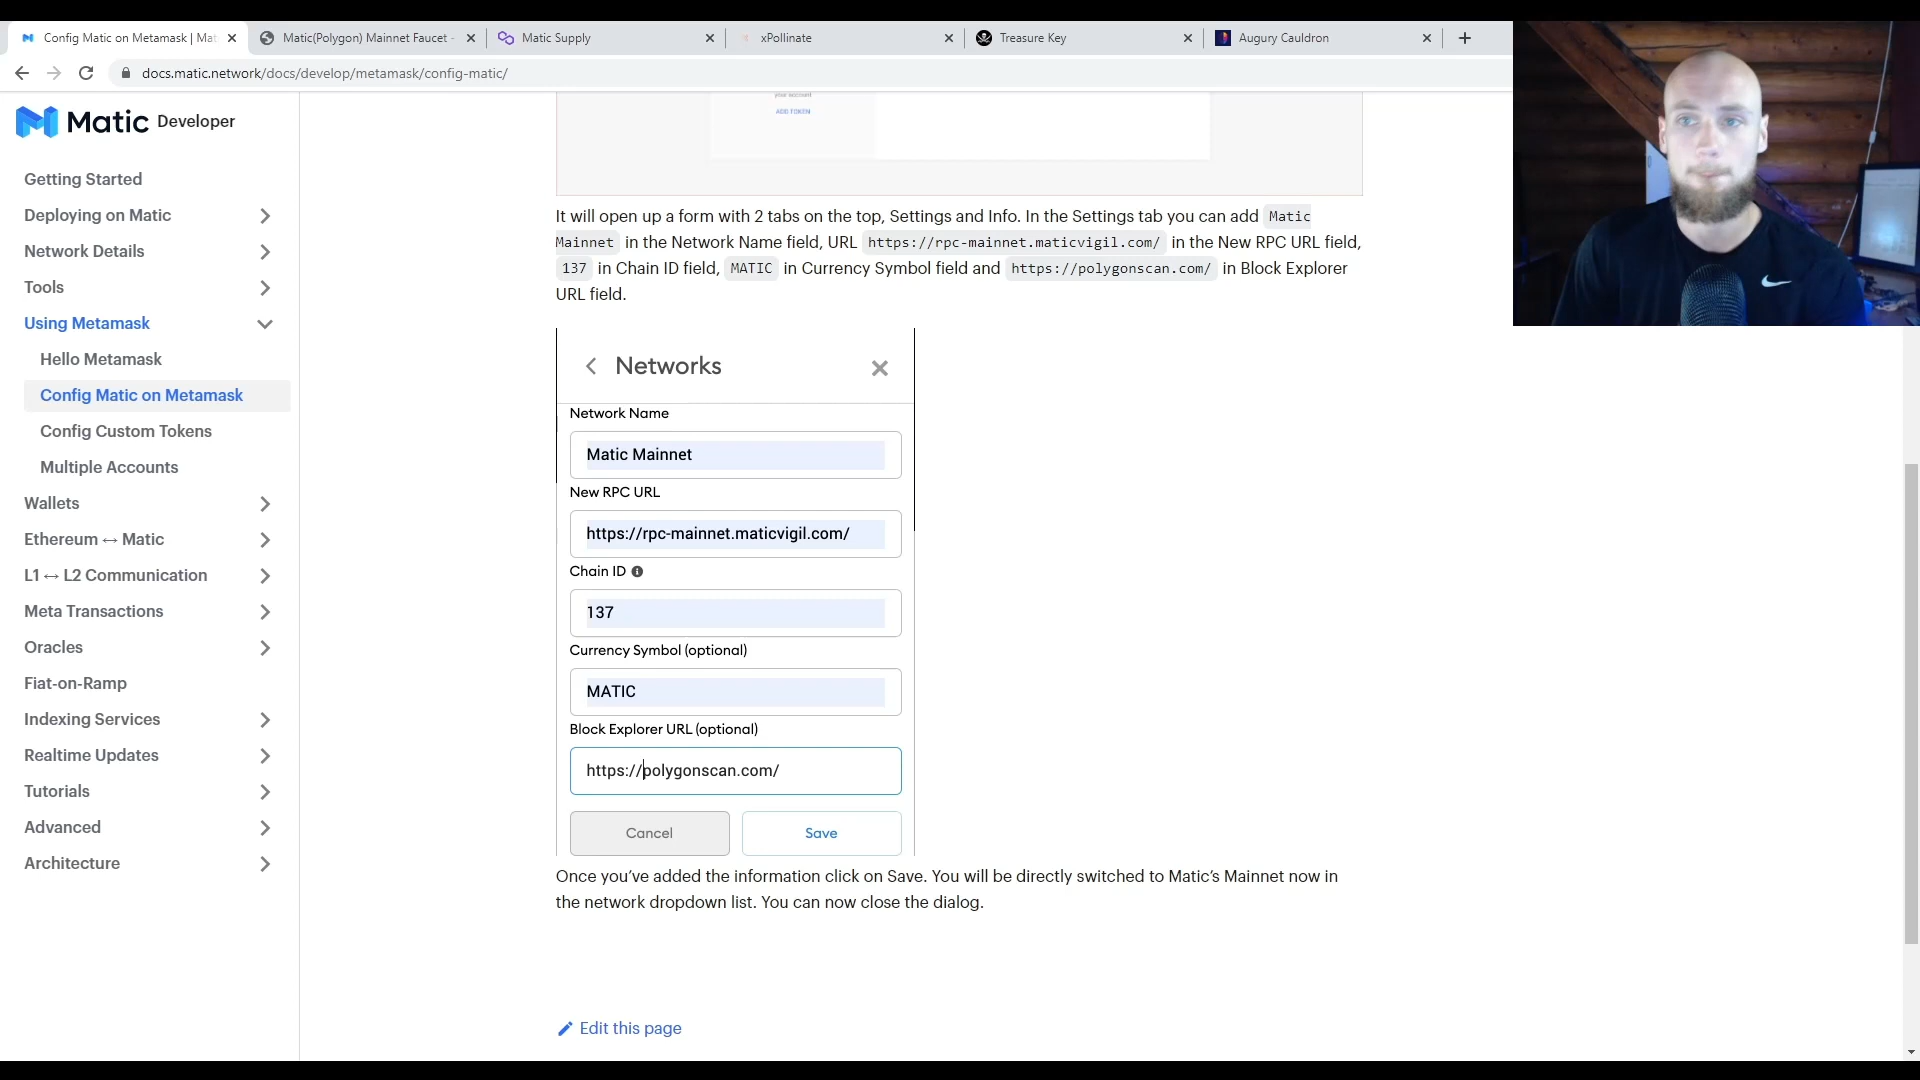 Config Matic on Metamask | Mat
Matic(Polygon) Mainnet Faucet -
Matic Supply
xPollinate
Treasure Key
Augury Cauldron
docs.matic.network/docs/develop/metamask/config-matic/
Matic Developer
Getting Started
Deploying on Matic
Network Details
Tools
Using Metamask
Hello Metamask
Config Matic on Metamask
Config Custom Tokens
Multiple Accounts
Wallets
Ethereum ↔ Matic
L1 ↔ L2 Communication
Meta Transactions
Oracles
Fiat-on-Ramp
Indexing Services
Realtime Updates
Tutorials
Advanced
Architecture
your account
ADD TOKEN
It will open up a form with 2 tabs on the top, Settings and Info. In the Settings tab you can add Matic
Mainnet in the Network Name field, URL https://rpc-mainnet.maticvigil.com/ in the New RPC URL field,
137 in Chain ID field, MATIC in Currency Symbol field and https://polygonscan.com/ in Block Explorer
URL field.
Networks
Network Name
Matic Mainnet
New RPC URL
https://rpc-mainnet.maticvigil.com/
Chain ID
137
Currency Symbol (optional)
MATIC
Block Explorer URL (optional)
https://polygonscan.com/
Cancel
Save
Once you’ve added the information click on Save. You will be directly switched to Matic’s Mainnet now in
the network dropdown list. You can now close the dialog.
Edit this page